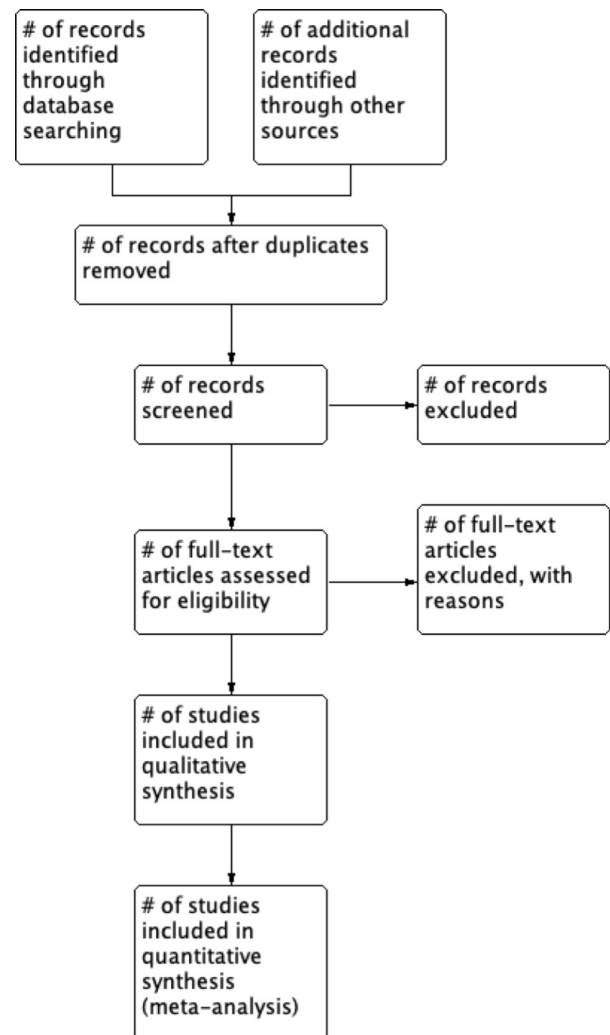 # of records
identified
through
database
searching
# of additional
records
identified
through other
sources
# of records after duplicates
removed
# of records
screened
# of records
excluded
# of full-text
articles assessed
for eligibility
# of full-text
articles
excluded, with
reasons
# of studies
included in
qualitative
synthesis
# of studies
included in
quantitative
synthesis
(meta-analysis)